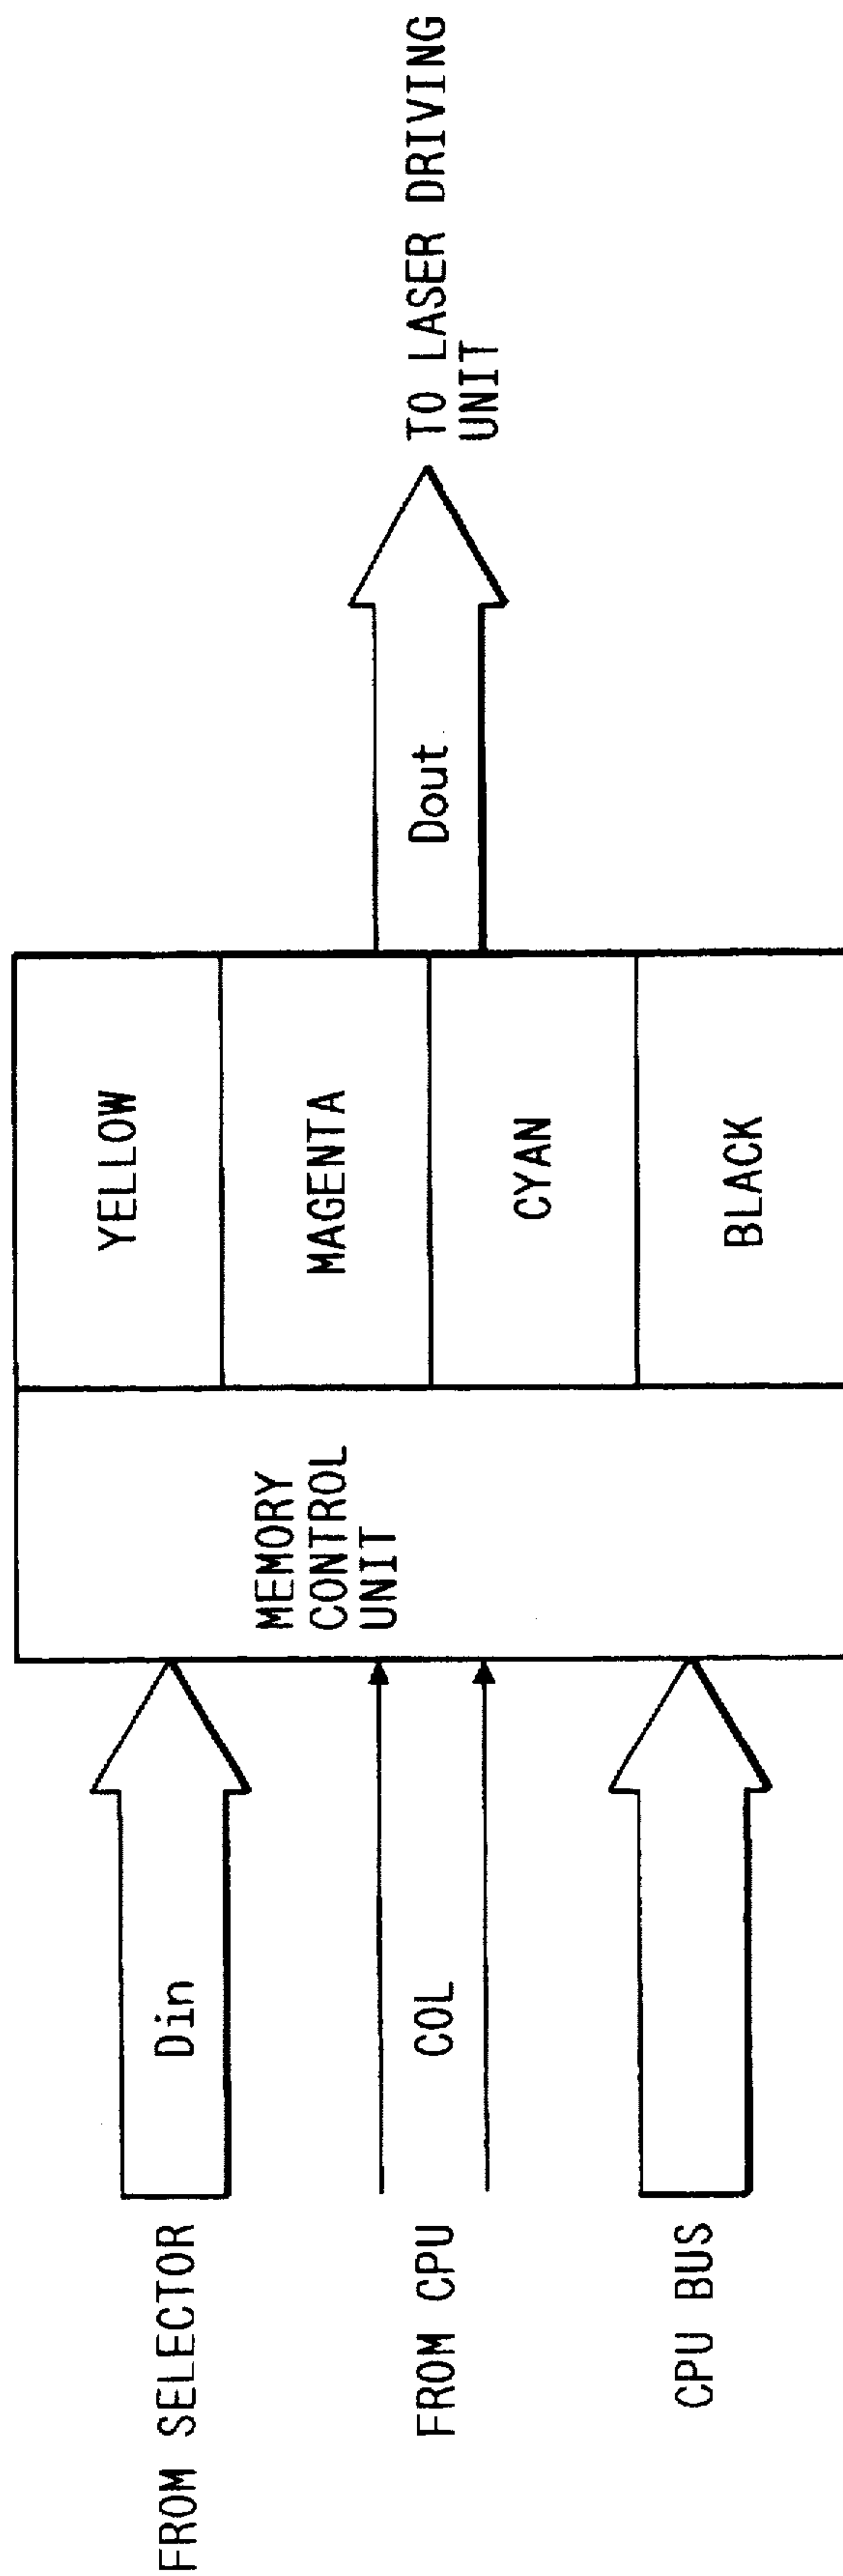 FROM SELECTOR
Din
FROM CPU
COL
CPU BUS
MEMORY
CONTROL
UNIT
YELLOW
MAGENTA
CYAN
BLACK
Dout
TO LASER DRIVING
UNIT